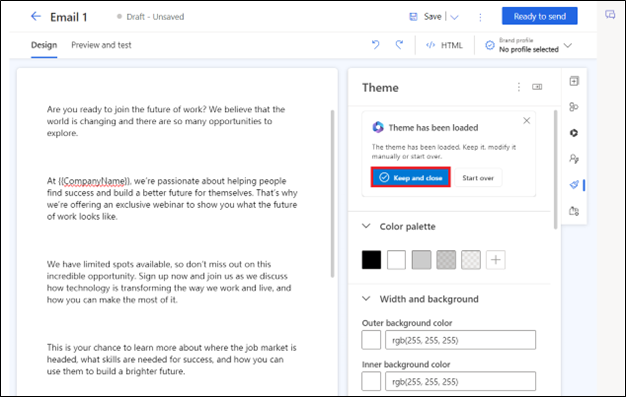 Email 1
Draft - Unsaved
Save
Ready to send
Design
Preview and test
HTML
Brand profile
No profile selected
Are you ready to join the future of work? We believe that the
world is changing and there are so many opportunities to
explore.
At {{CompanyName}}, we're passionate about helping people
find success and build a better future for themselves. That's why
we're offering an exclusive webinar to show you what the future
of work looks like.
We have limited spots available, so don't miss out on this
incredible opportunity. Sign up now and join us as we discuss
how technology is transforming the way we work and live, and
how you can make the most of it.
This is your chance to learn more about where the job market is
headed, what skills are needed for success, and how you can
use them to build a brighter future.
Theme
Theme has been loaded
The theme has been loaded. Keep it, modify it
manually or start over.
Keep and close
Start over
Color palette
Width and background
Outer background color
rgb(255, 255, 255)
Inner background color
rgb(255, 255, 255)